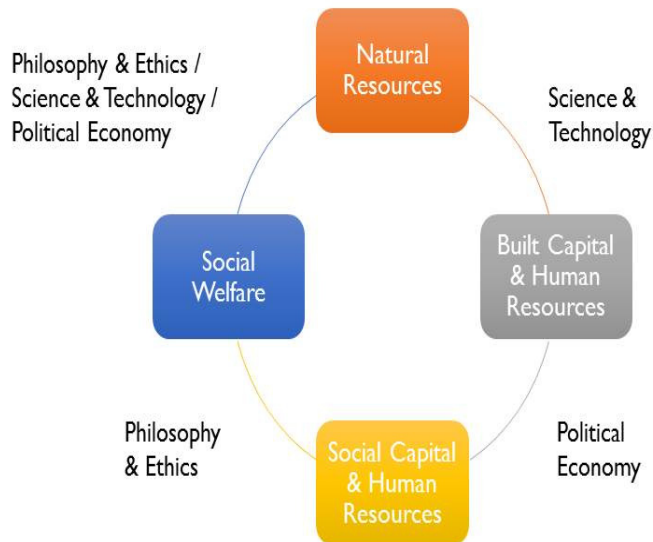 Philosophy & Ethics /
Science & Technology /
Political Economy
Natural
Resources
Science &
Technology
Social
Welfare
Built Capital
& Human
Resources
Philosophy
& Ethics
Social Capital
& Human
Resources
Political
Economy